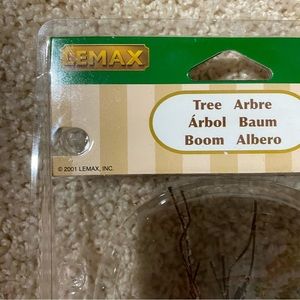 LEMAX
Tree Arbre
Árbol Baum
Boom Albero
© 2001 LEMAX, INC.